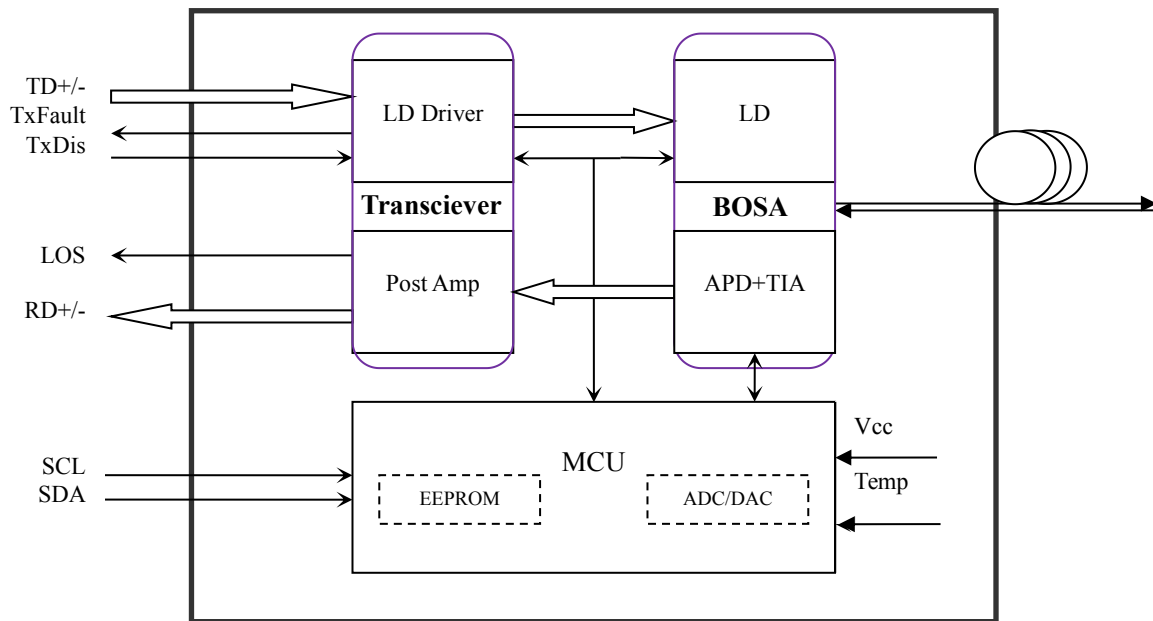 TD+/-
TxFault
TxDis
LD Driver
LD
Transciever
BOSA
LOS
Post Amp
APD+TIA
RD+/-
Vcc
MCU
SCL
Temp
SDA
EEPROM
ADC/DAC